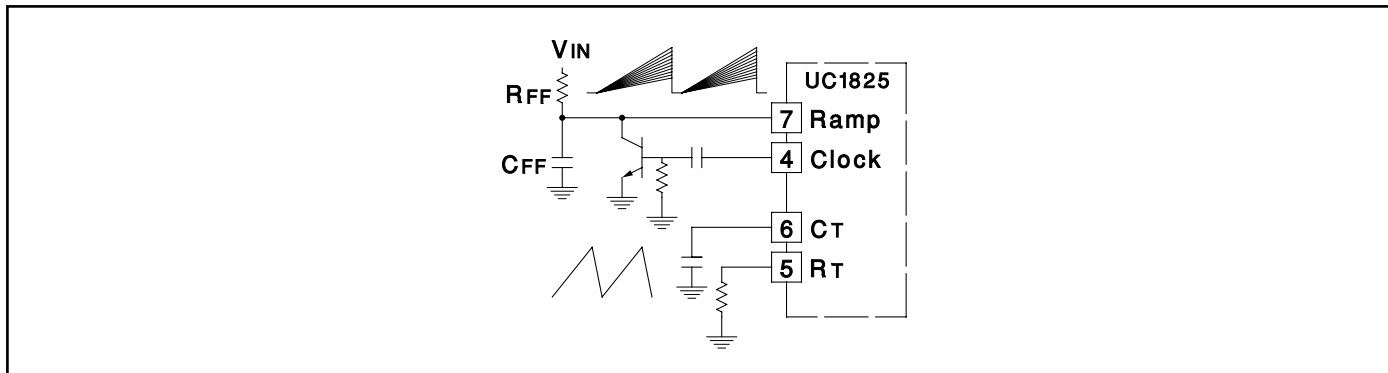 VIN
RFF
CFF
UC1825
7 Ramp
4 Clock
6 CT
5 RT